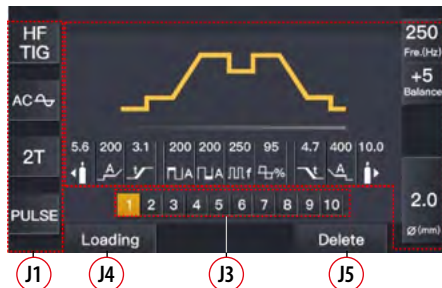 HF
TIG
AC
2T
PULSE
250
Fre.(Hz)
+5
Balance
2.0
Ø(mm)
5.6 200 3.1 200 200 250 95 4.7 400 10.0
A A A f % A
1 2 3 4 5 6 7 8 9 10
Loading Delete
J1 J4 J3 J5